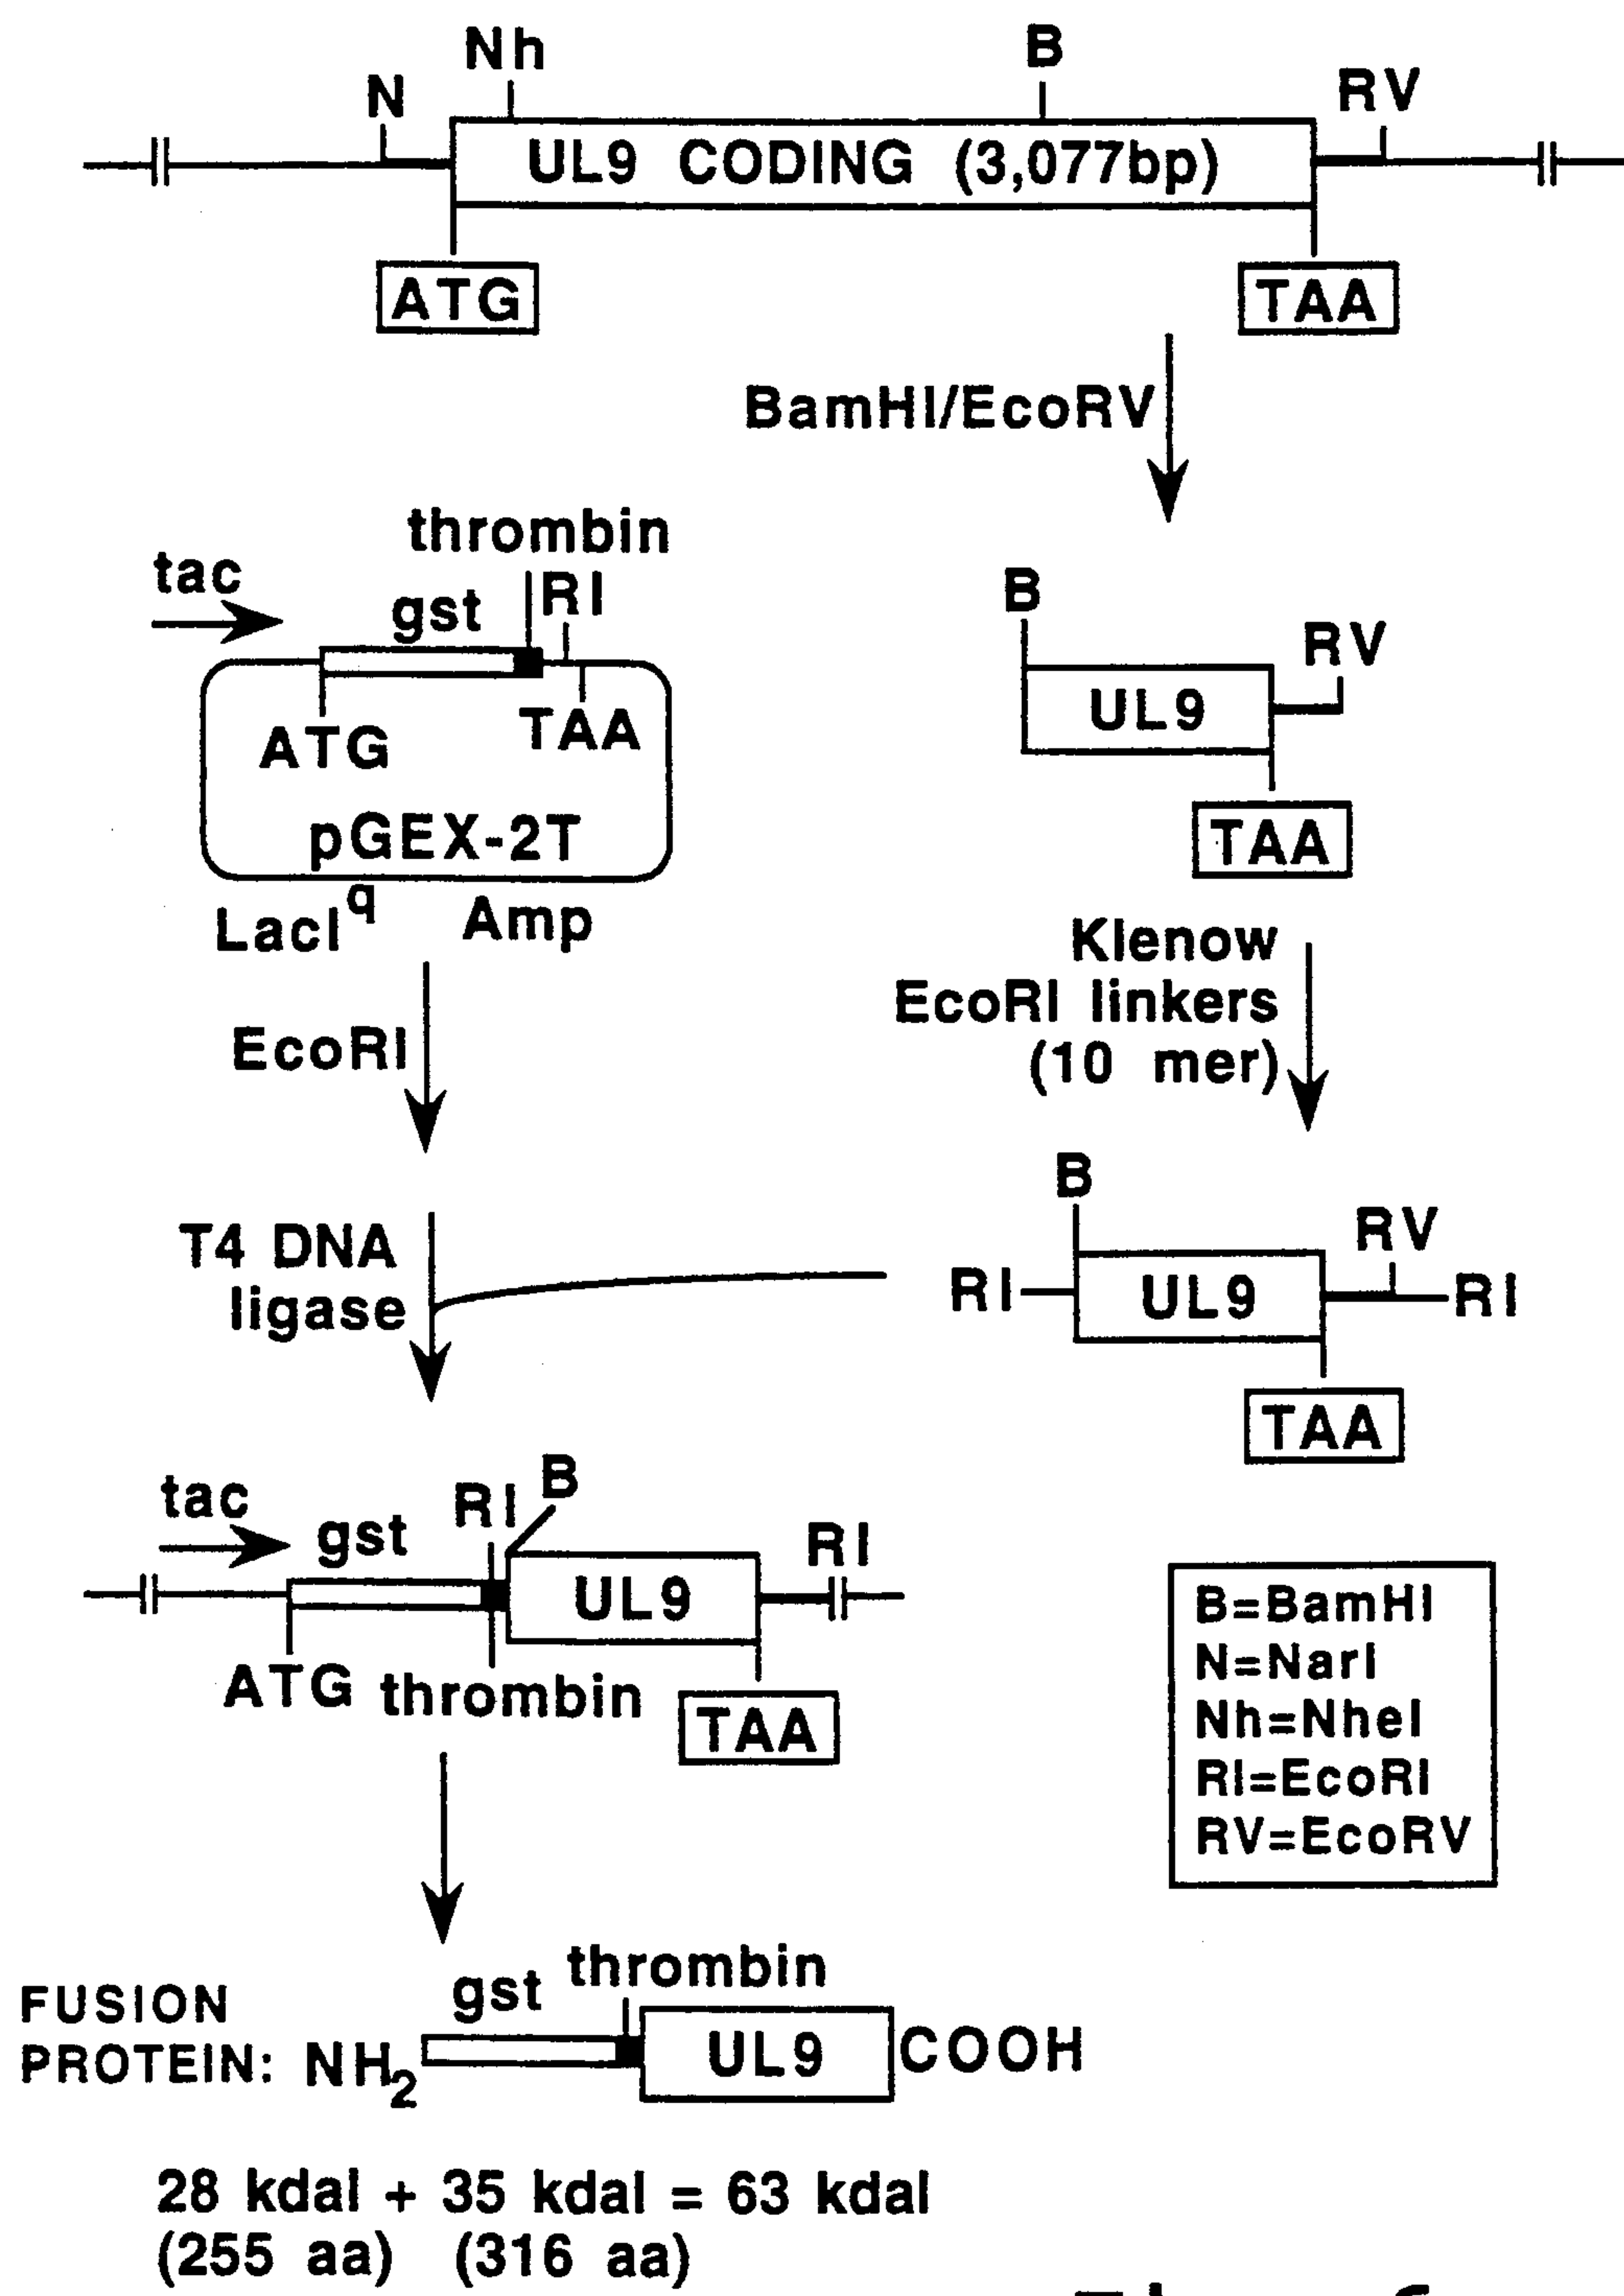 Nh
B
N
RV
UL9 CODING (3,077bp)
ATG
TAA
BamHI/EcoRV
thrombin
tac
gst
RI
ATG
TAA
pGEX-2T
LacIq
Amp
B
RV
UL9
TAA
EcoRI
Klenow
EcoRI linkers
(10 mer)
T4 DNA
ligase
B
RV
RI
UL9
RI
TAA
tac
gst
RI
B
RI
UL9
ATG
thrombin
TAA
B=BamHI
N=NarI
Nh=NheI
RI=EcoRI
RV=EcoRV
FUSION
PROTEIN:
NH2
gst
thrombin
UL9
COOH
28 kdal + 35 kdal = 63 kdal
(255 aa) (316 aa)